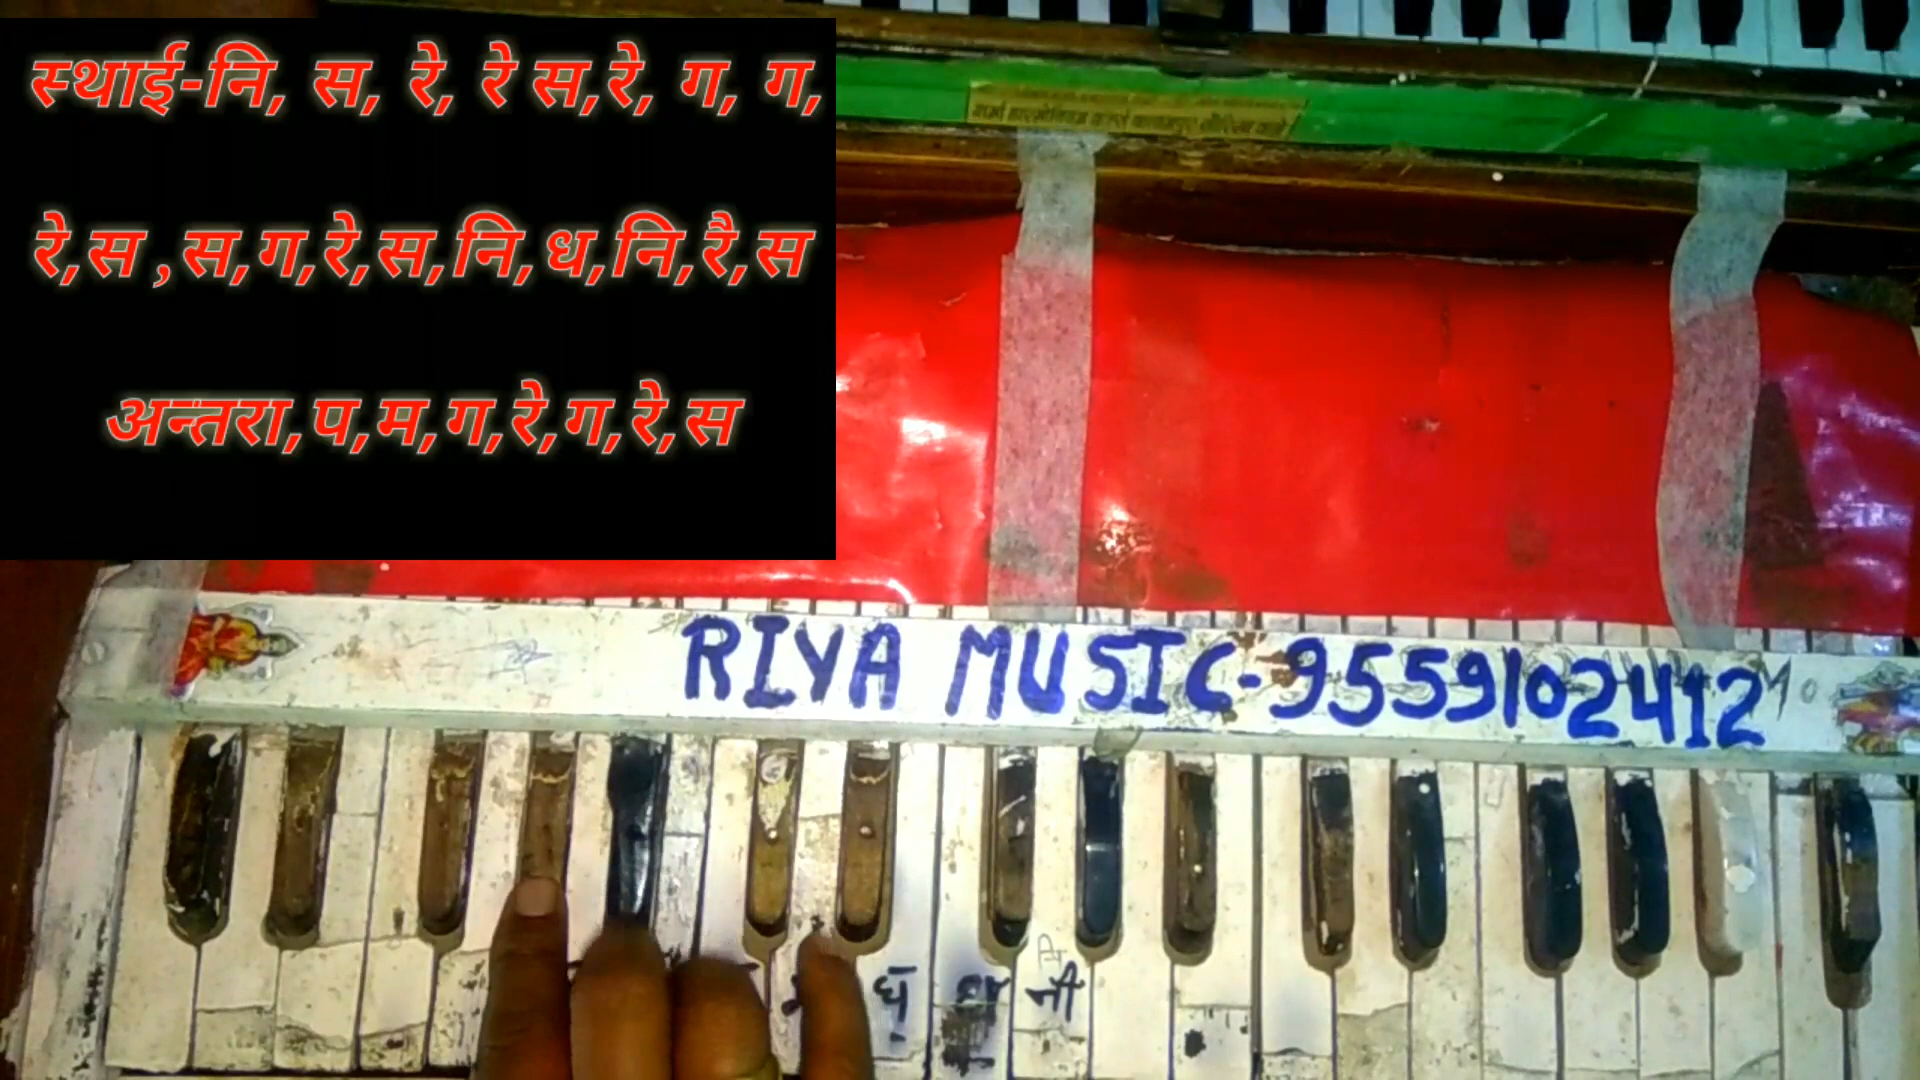 स्थाई-नि, स, रे, रे स,रे, ग, ग,
रे,स ,स,ग,रे,स,नि,ध,नि,रै,स
अन्तरा,प,म,ग,रे,ग,रे,स
RIYA MUSIC-9559102412
नी